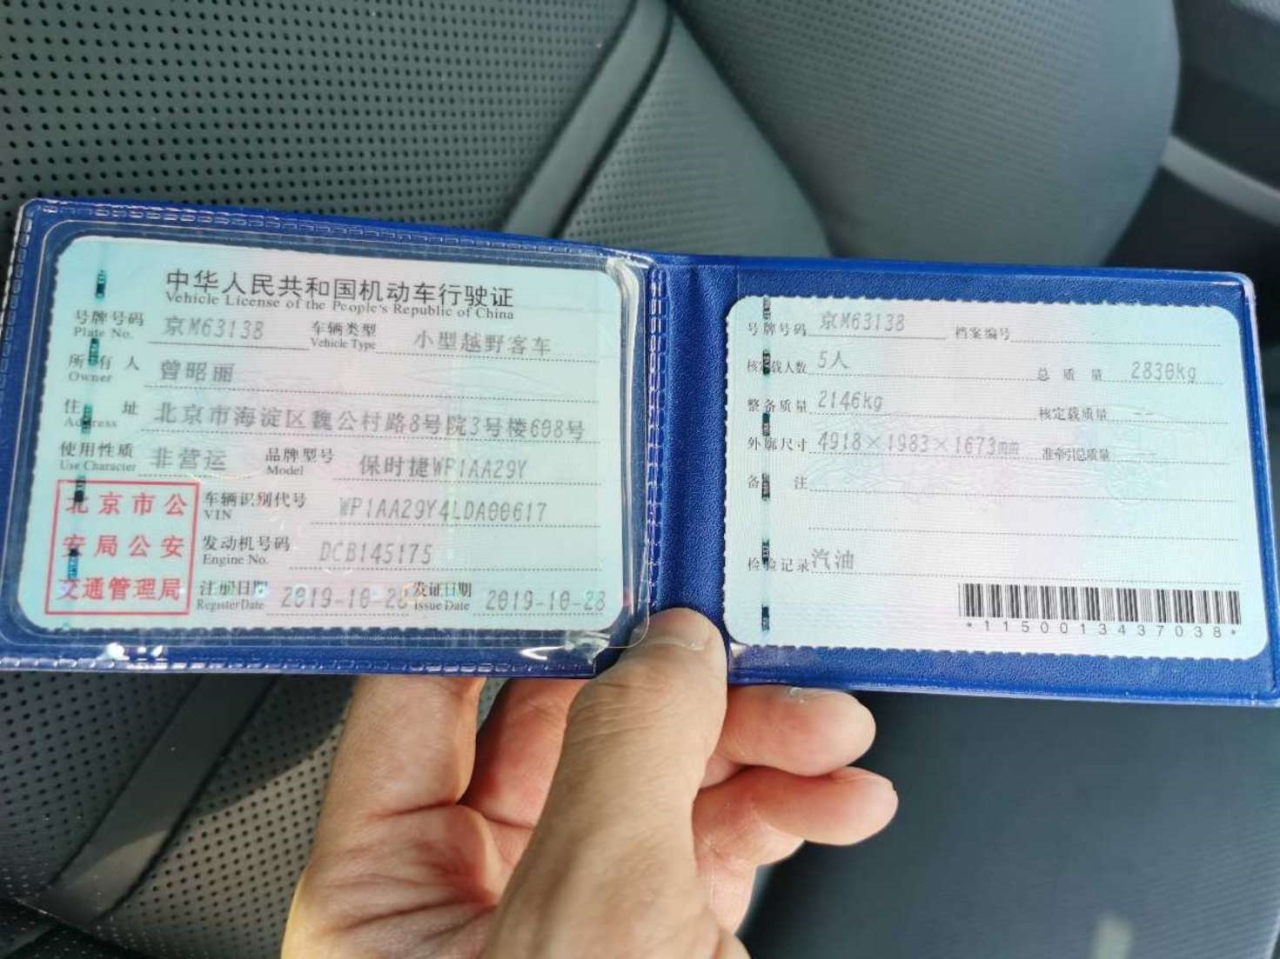 中华人民共和国机动车行驶证
Vehicle License of the People's Republic of China
号牌号码 京M63138 车辆类型 小型越野客车
Plate No. Vehicle Type
所有人 曾昭丽
Owner
住址 北京市海淀区魏公村路8号院3号楼608号
Address
使用性质 非营运 品牌型号 保时捷WP1AA29Y
Use Character Model
北京市公安局公安交通管理局
车辆识别代号 WP1AA29Y4LDA00617
VIN
发动机号码 DCB145175
Engine No.
注册日期 2019-10-28 发证日期 2019-10-28
Register Date Issue Date
号牌号码 京M63138 档案编号
核定载人数 5人 总质量 2830kg
整备质量 2146kg 核定载质量 --
外廓尺寸 4918×1983×1673mm 准牵引总质量 --
备注
检验记录 汽油
*1150013437038*